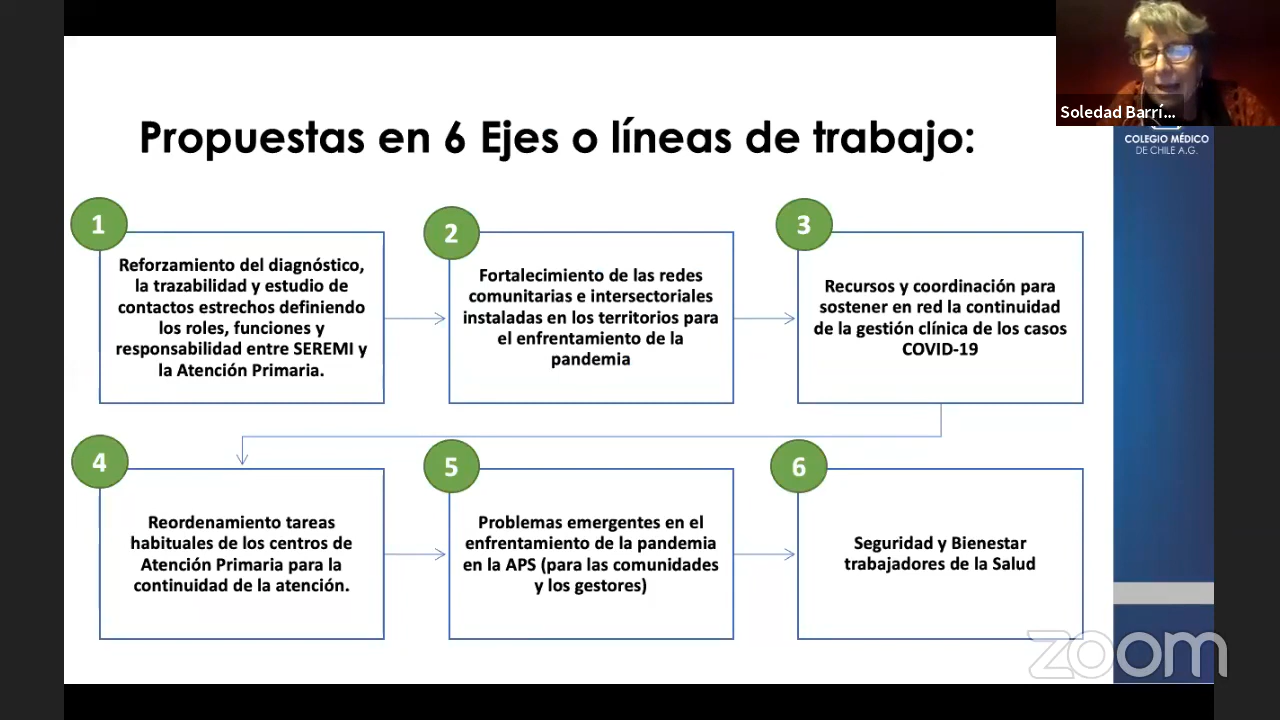 Soledad Barrí...
COLEGIO MÉDICO
DE CHILE A.G.
Propuestas en 6 Ejes o líneas de trabajo:
1
Reforzamiento del diagnóstico,
la trazabilidad y estudio de
contactos estrechos definiendo
los roles, funciones y
responsabilidad entre SEREMI y
la Atención Primaria.
2
Fortalecimiento de las redes
comunitarias e intersectoriales
instaladas en los territorios para
el enfrentamiento de la
pandemia
3
Recursos y coordinación para
sostener en red la continuidad
de la gestión clínica de los casos
COVID-19
4
Reordenamiento tareas
habituales de los centros de
Atención Primaria para la
continuidad de la atención.
5
Problemas emergentes en el
enfrentamiento de la pandemia
en la APS (para las comunidades
y los gestores)
6
Seguridad y Bienestar
trabajadores de la Salud
zoom